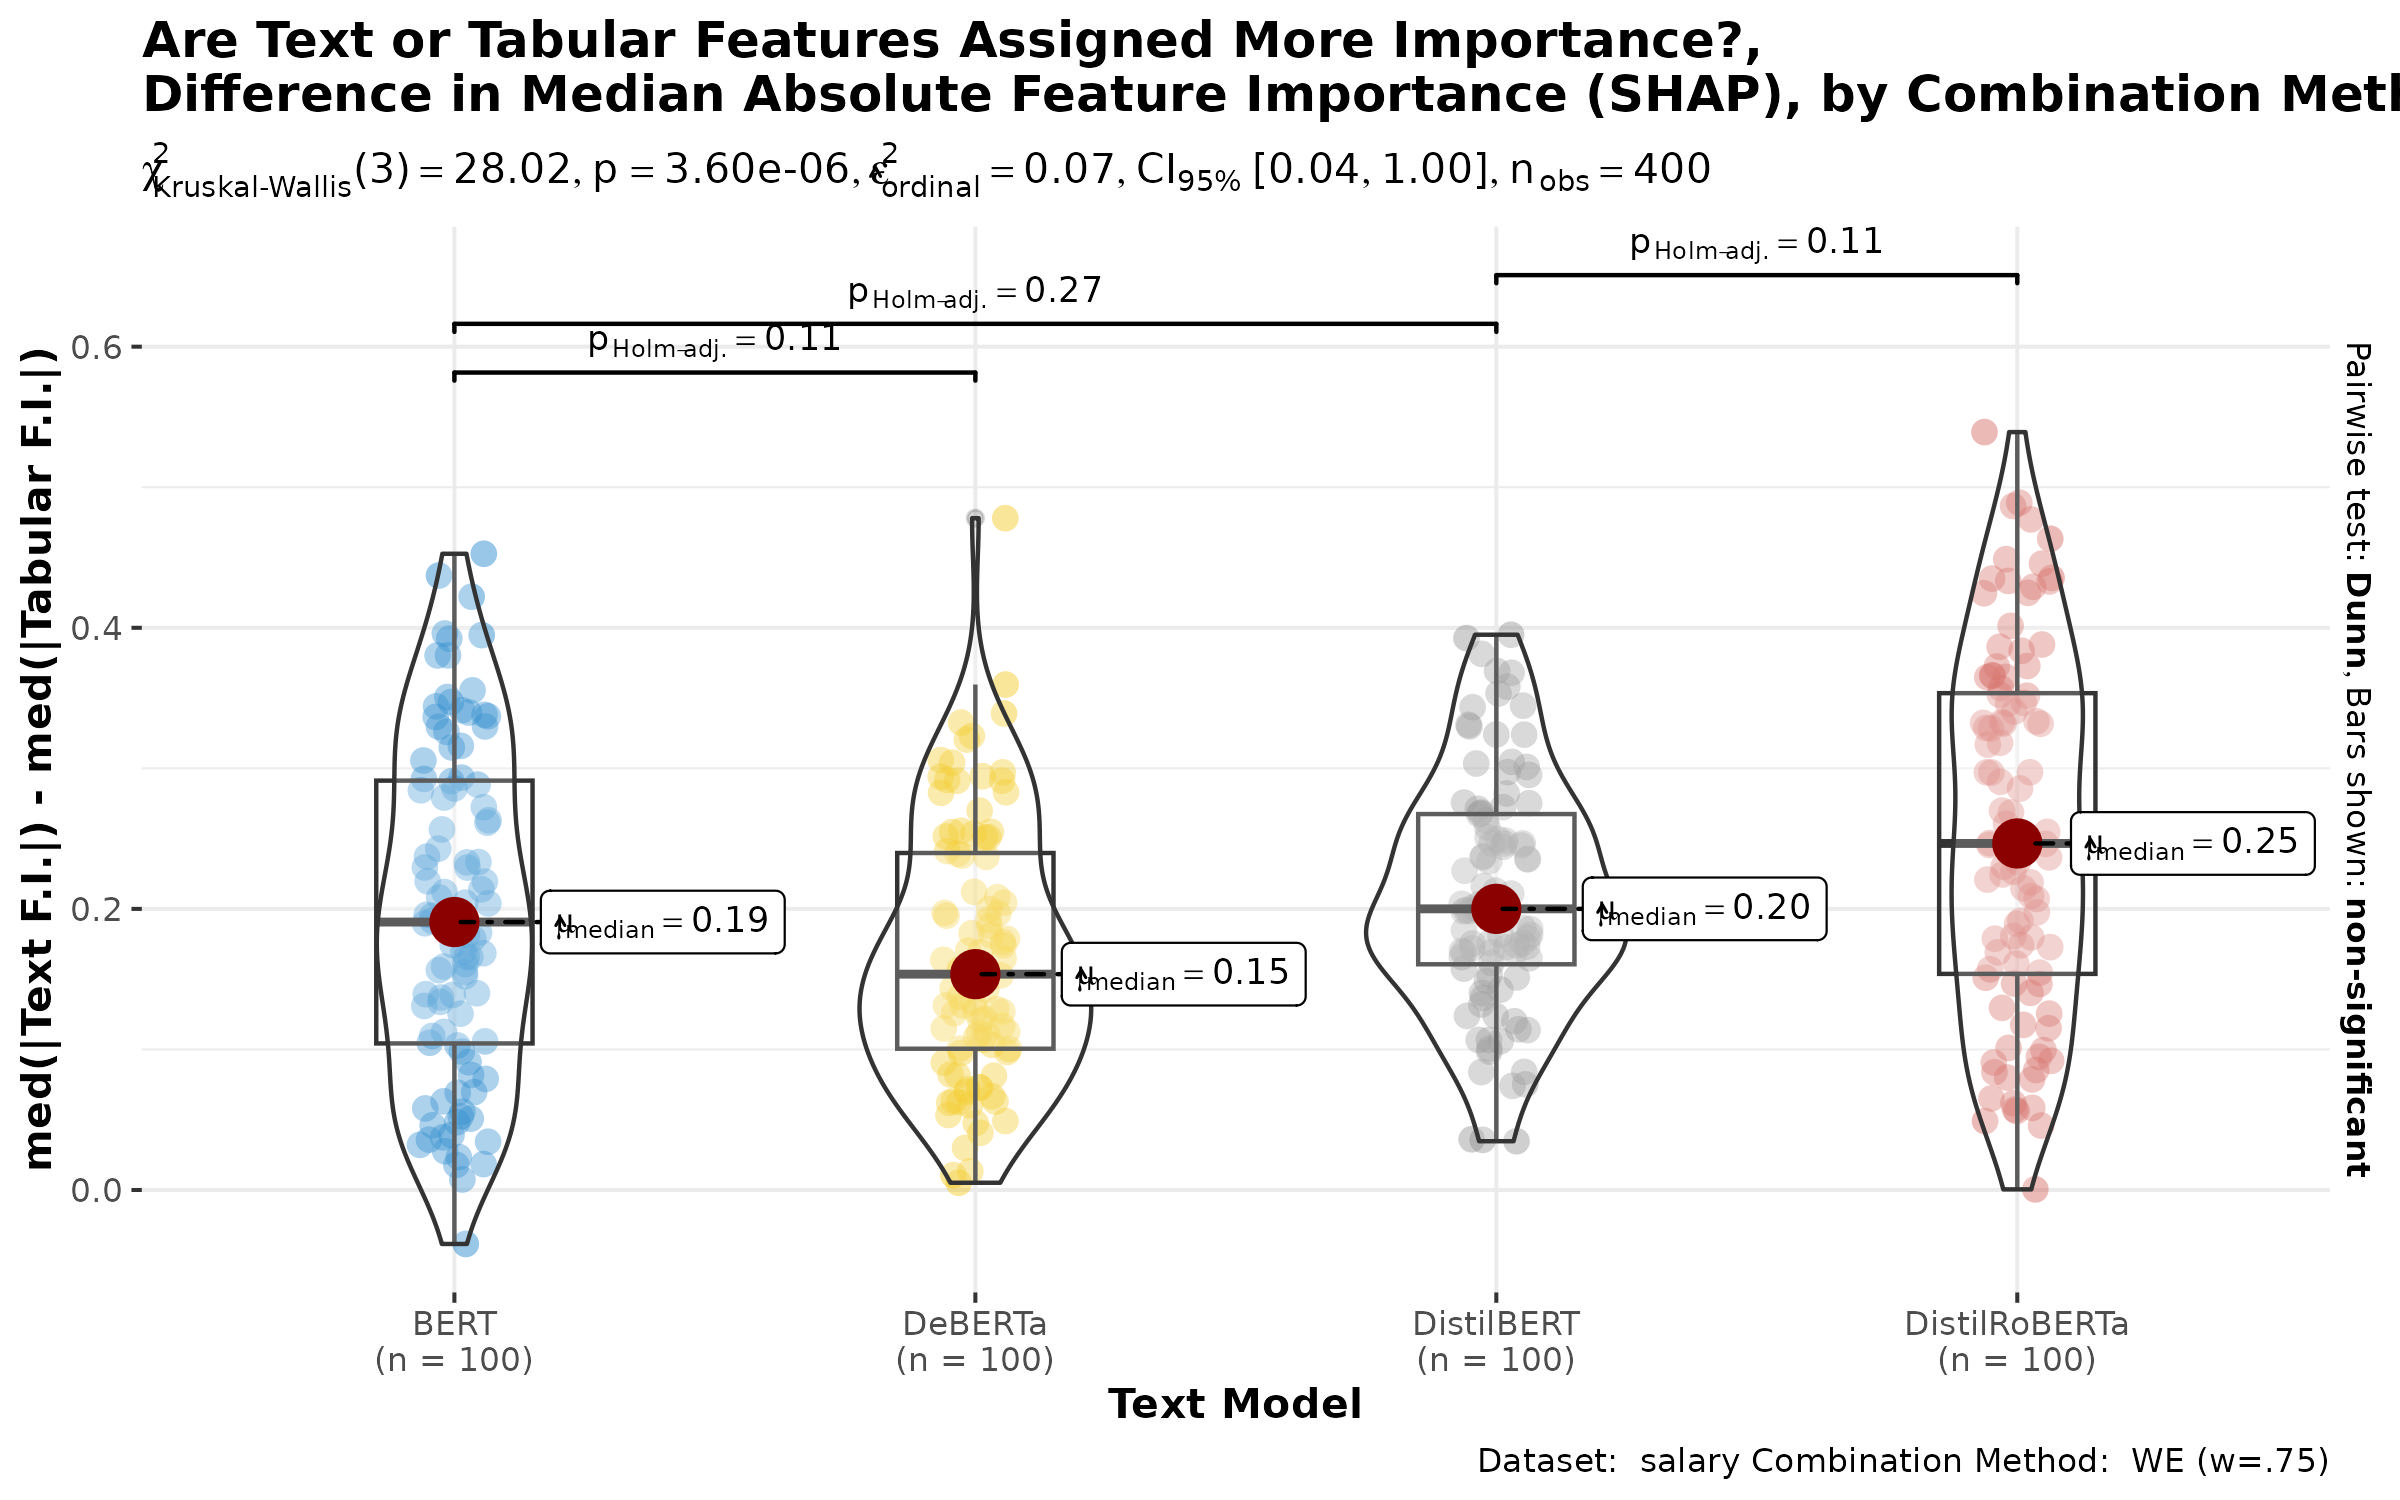 Are Text or Tabular Features Assigned More Importance?,
Difference in Median Absolute Feature Importance (SHAP), by Combination Meth
χ²Kruskal-Wallis(3) = 28.02, p = 3.60e-06, ε²ordinal = 0.07, CI95% [0.04, 1.00], nobs = 400
pHolm-adj. = 0.11
pHolm-adj. = 0.27
pHolm-adj. = 0.11
med(|Text F.I.|) - med(|Tabular F.I.|)
0.6
0.4
0.2
0.0
μ̂median = 0.19
μ̂median = 0.15
μ̂median = 0.20
μ̂median = 0.25
Pairwise test: Dunn, Bars shown: non-significant
BERT
(n = 100)
DeBERTa
(n = 100)
DistilBERT
(n = 100)
DistilRoBERTa
(n = 100)
Text Model
Dataset:  salary Combination Method:  WE (w=.75)